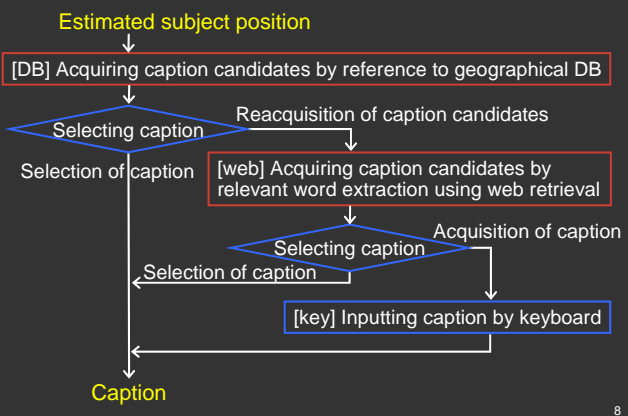 Estimated subject position
[DB] Acquiring caption candidates by reference to geographical DB
Reacquisition of caption candidates
Selecting caption
Selection of caption
[web] Acquiring caption candidates by
relevant word extraction using web retrieval
Acquisition of caption
Selecting caption
Selection of caption
[key] Inputting caption by keyboard
Caption
8